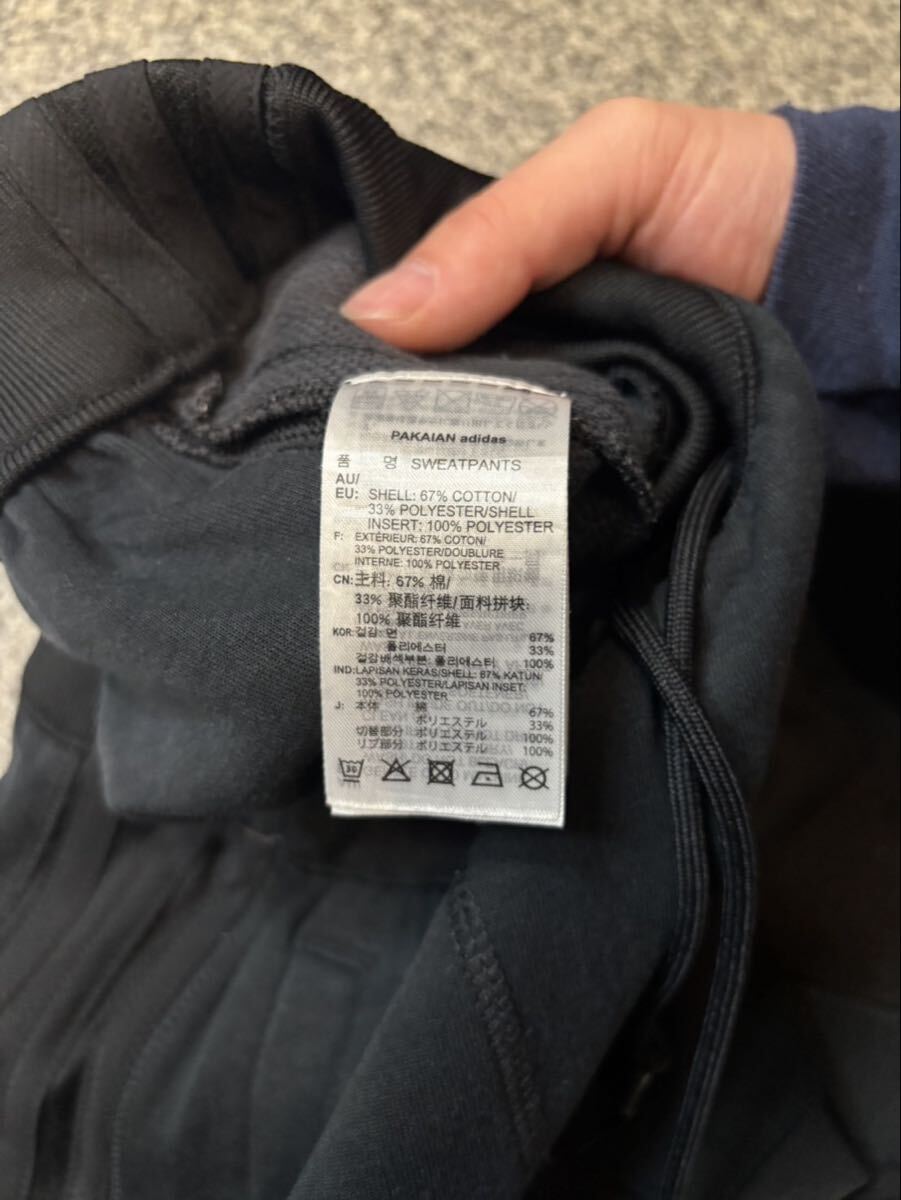 PAKAIAN adidas
품 명 SWEATPANTS
AU/
EU: SHELL: 67% COTTON/
33% POLYESTER/SHELL
INSERT: 100% POLYESTER
F: EXTÉRIEUR: 67% COTON/
33% POLYESTER/DOUBLURE
INTERNE: 100% POLYESTER
CN: 主料: 67% 棉/
33% 聚酯纤维/面料拼块:
100% 聚酯纤维
KOR: 겉감: 면 67%
폴리에스터 33%
겉감배색부분: 폴리에스터 100%
IND: LAPISAN KERAS/SHELL: 67% KATUN/
33% POLYESTER/LAPISAN INSET:
100% POLYESTER
J: 本体 綿 67%
ポリエステル 33%
切替部分 ポリエステル 100%
リブ部分 ポリエステル 100%
30